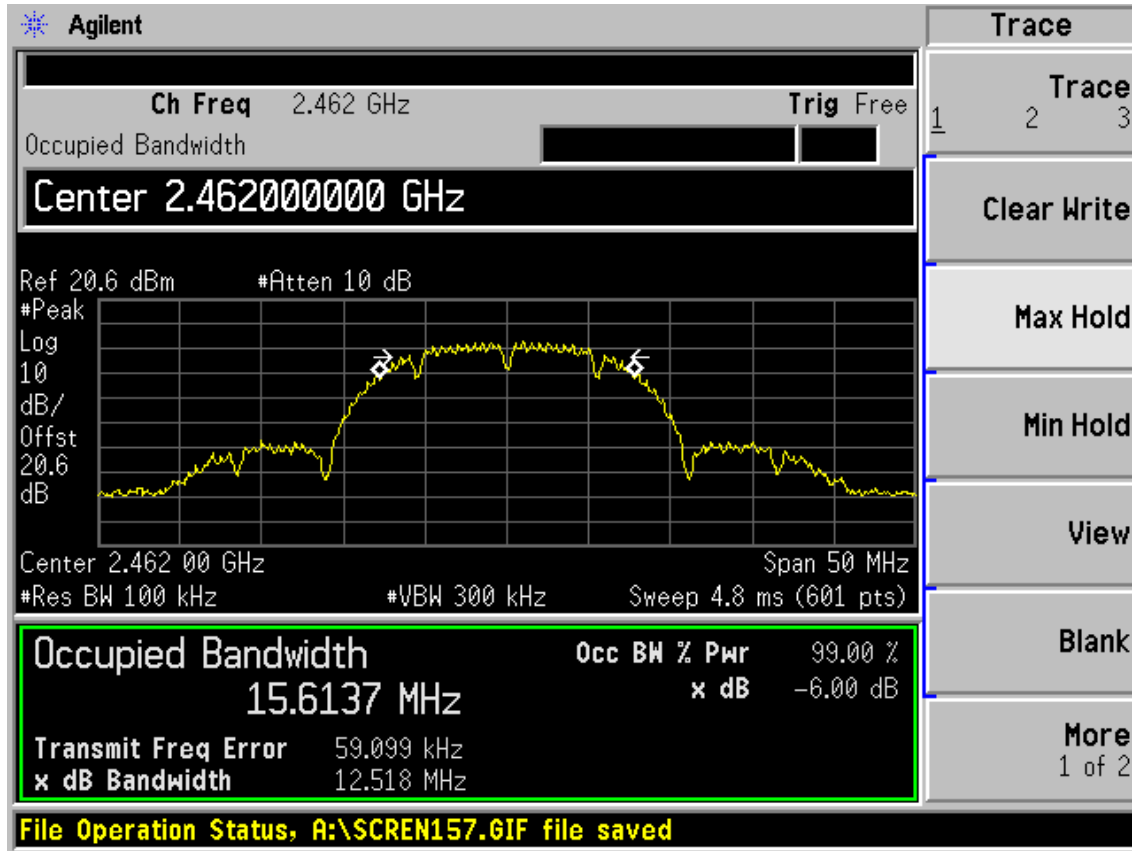 Agilent
Trace
Ch Freq 2.462 GHz Trig Free
Occupied Bandwidth
Center 2.462000000 GHz
Ref 20.6 dBm #Atten 10 dB
#Peak
Log
10
dB/
Offst
20.6
dB
Center 2.462 00 GHz Span 50 MHz
#Res BW 100 kHz #VBW 300 kHz Sweep 4.8 ms (601 pts)
Occupied Bandwidth
15.6137 MHz
Occ BW % Pwr 99.00 %
x dB -6.00 dB
Transmit Freq Error 59.099 kHz
x dB Bandwidth 12.518 MHz
File Operation Status, A:\SCREN157.GIF file saved
Trace
1 2 3
Clear Write
Max Hold
Min Hold
View
Blank
More
1 of 2